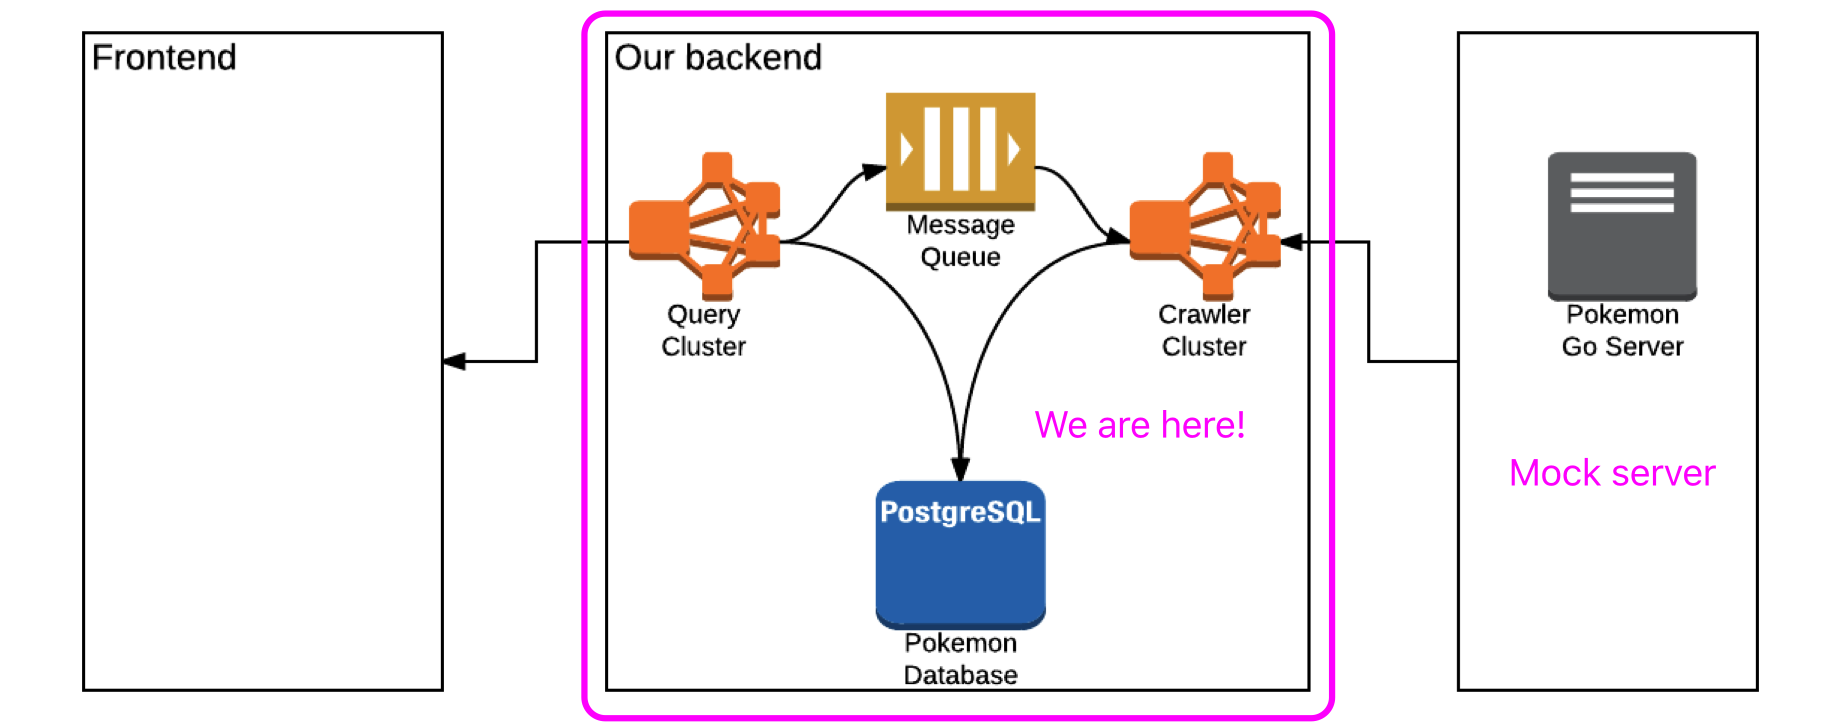 Frontend
Our backend
Message
Queue
Query
Cluster
Crawler
Cluster
Pokemon
Go Server
We are here!
Mock server
PostgreSQL
Pokemon
Database